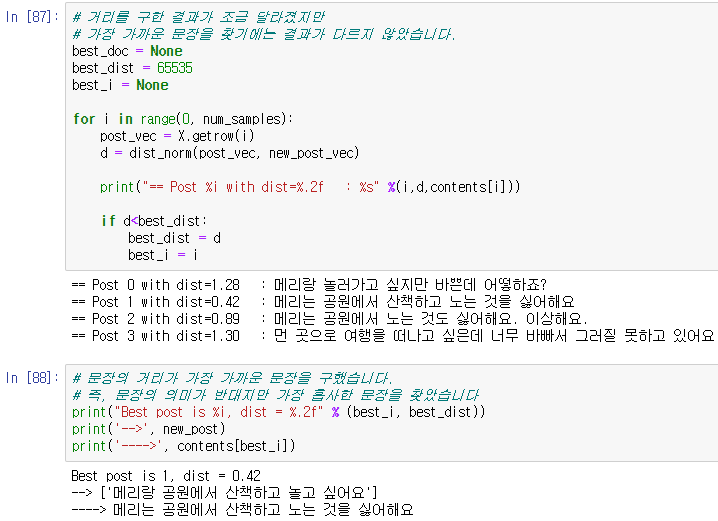 In [87]: # 거리를 구한 결과가 조금 달라졌지만
# 가장 가까운 문장을 찾기에는 결과가 다르지 않았습니다.
best_doc = None
best_dist = 65535
best_i = None
for i in range(0, num_samples):
post_vec = X.getrow(i)
d = dist_norm(post_vec, new_post_vec)
print("== Post %i with dist=%.2f   : %s" %(i,d,contents[i]))
if d<best_dist:
best_dist = d
best_i = i
== Post 0 with dist=1.28   : 메리랑 놀러가고 싶지만 바쁜데 어떻하죠?
== Post 1 with dist=0.42   : 메리는 공원에서 산책하고 노는 것을 싫어해요
== Post 2 with dist=0.89   : 메리는 공원에서 노는 것도 싫어해요. 이상해요.
== Post 3 with dist=1.30   : 먼 곳으로 여행을 떠나고 싶은데 너무 바빠서 그러질 못하고 있어요
In [88]: # 문장의 거리가 가장 가까운 문장을 구했습니다.
# 즉, 문장의 의미가 반대지만 가장 흡사한 문장을 찾았습니다
print("Best post is %i, dist = %.2f" % (best_i, best_dist))
print('-->', new_post)
print('---->', contents[best_i])
Best post is 1, dist = 0.42
--> ['메리랑 공원에서 산책하고 놀고 싶어요']
----> 메리는 공원에서 산책하고 노는 것을 싫어해요